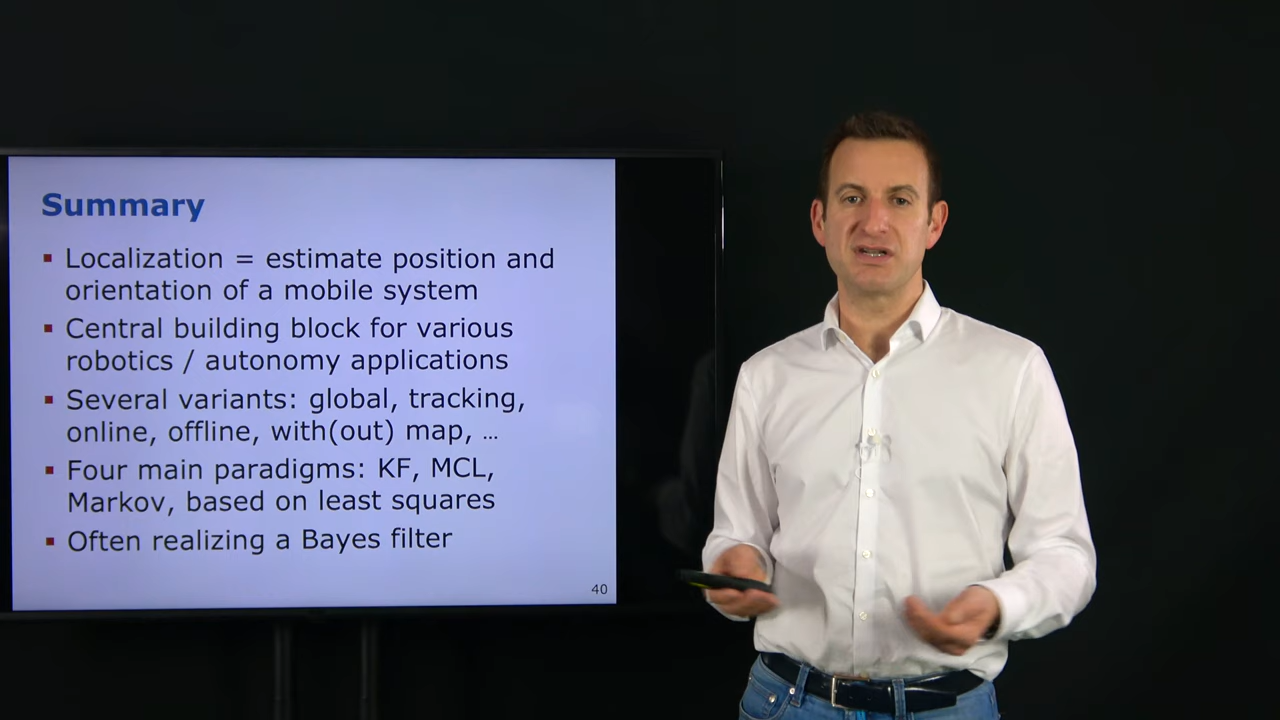 Summary
▪ Localization = estimate position and
orientation of a mobile system
▪ Central building block for various
robotics / autonomy applications
▪ Several variants: global, tracking,
online, offline, with(out) map, …
▪ Four main paradigms: KF, MCL,
Markov, based on least squares
▪ Often realizing a Bayes filter
40